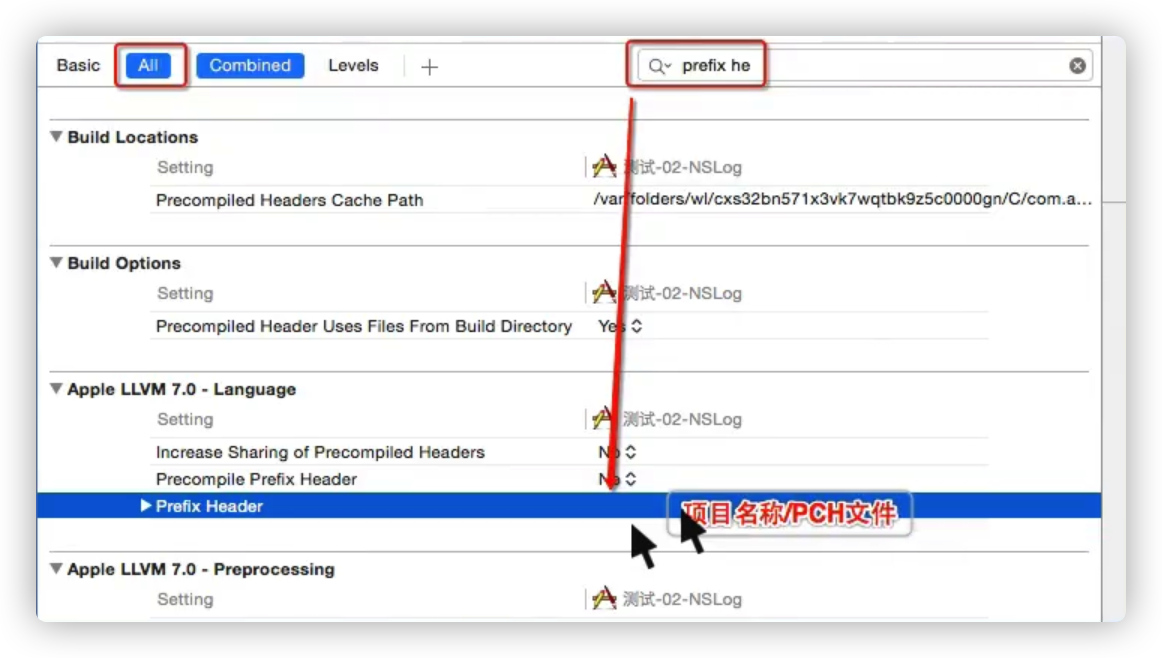 Basic All Combined Levels + prefix he
Build Locations
Setting 测试-02-NSLog
Precompiled Headers Cache Path /var/folders/wl/cxs32bn571x3vk7wqtbk9z5c0000gn/C/com.a...
Build Options
Setting 测试-02-NSLog
Precompiled Header Uses Files From Build Directory Yes
Apple LLVM 7.0 - Language
Setting 测试-02-NSLog
Increase Sharing of Precompiled Headers No
Precompile Prefix Header No
Prefix Header 项目名称/PCH文件
Apple LLVM 7.0 - Preprocessing
Setting 测试-02-NSLog